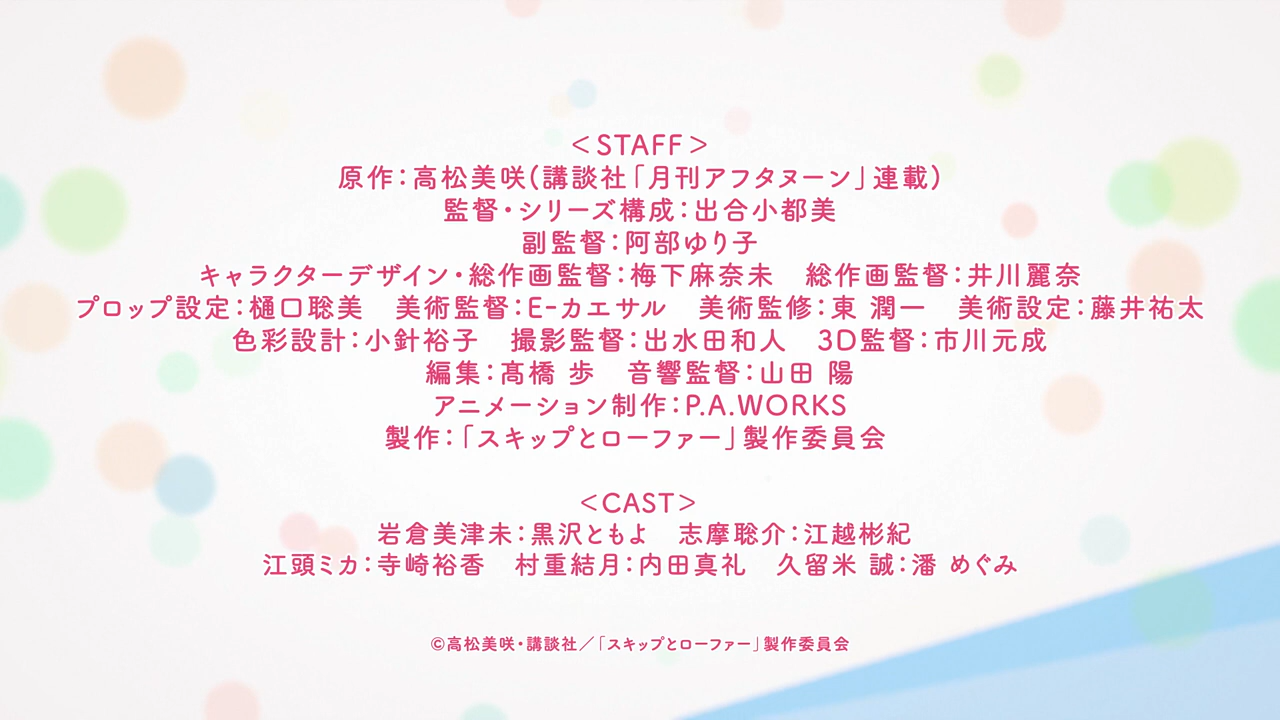 ＜STAFF＞
原作：高松美咲（講談社「月刊アフタヌーン」連載）
監督・シリーズ構成：出合小都美
副監督：阿部ゆり子
キャラクターデザイン・総作画監督：梅下麻奈未　総作画監督：井川麗奈
プロップ設定：樋口聡美　美術監督：E-カエサル　美術監修：東 潤一　美術設定：藤井祐太
色彩設計：小針裕子　撮影監督：出水田和人　3D監督：市川元成
編集：髙橋 歩　音響監督：山田 陽
アニメーション制作：P.A.WORKS
製作：「スキップとローファー」製作委員会
＜CAST＞
岩倉美津未：黒沢ともよ　志摩聡介：江越彬紀
江頭ミカ：寺崎裕香　村重結月：内田真礼　久留米 誠：潘 めぐみ
©高松美咲・講談社／「スキップとローファー」製作委員会